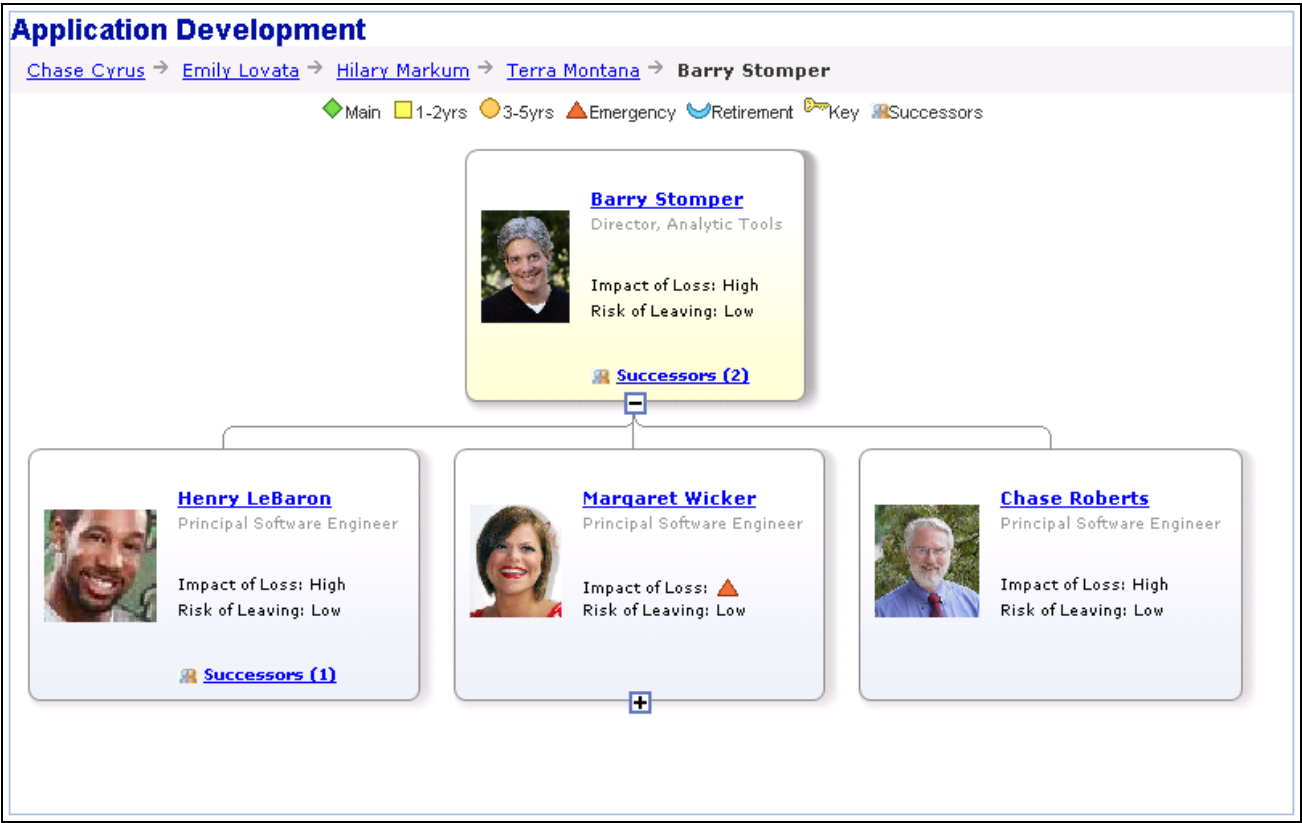 Application Development
Chase Cyrus → Emily Lovata → Hilary Markum → Terra Montana → Barry Stomper
Main 1-2yrs 3-5yrs Emergency Retirement Key Successors
Barry Stomper
Director, Analytic Tools
Impact of Loss: High
Risk of Leaving: Low
Successors (2)
Henry LeBaron
Principal Software Engineer
Impact of Loss: High
Risk of Leaving: Low
Successors (1)
Margaret Wicker
Principal Software Engineer
Impact of Loss:
Risk of Leaving: Low
Chase Roberts
Principal Software Engineer
Impact of Loss: High
Risk of Leaving: Low